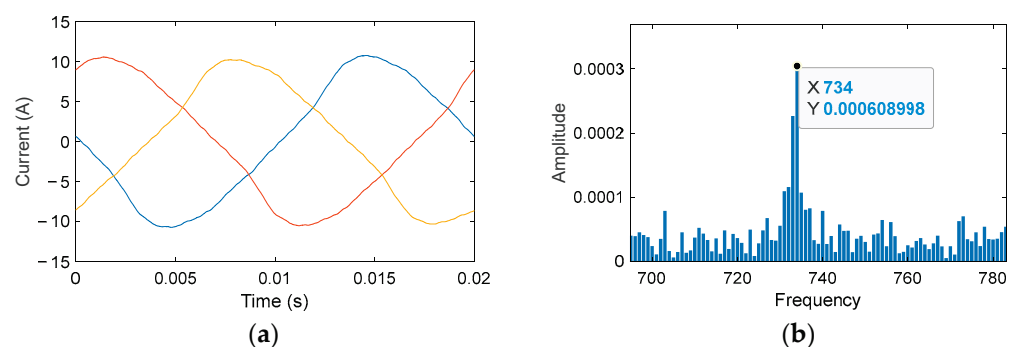 15
10
5
0
−5
−10
−15
Current (A)
0
0.005
0.01
0.015
0.02
Time (s)
(a)
0.0003
0.0002
0.0001
0
Amplitude
X 734
Y 0.000608998
700
720
740
760
780
Frequency
(b)